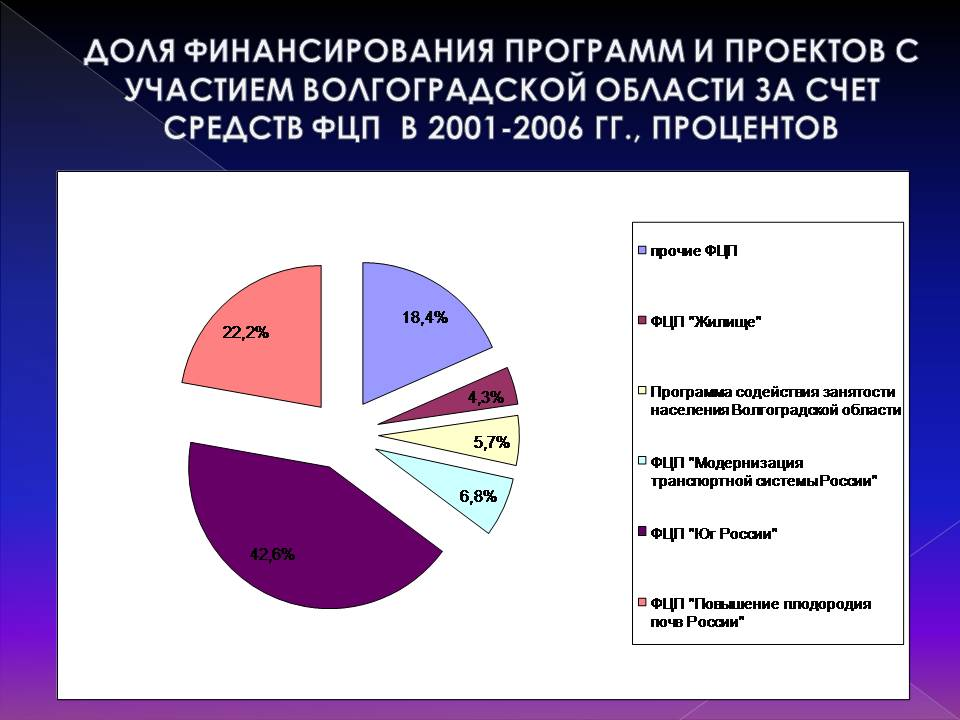 ДОЛЯ ФИНАНСИРОВАНИЯ ПРОГРАММ И ПРОЕКТОВ С
УЧАСТИЕМ ВОЛГОГРАДСКОЙ ОБЛАСТИ ЗА СЧЕТ
СРЕДСТВ ФЦП В 2001-2006 ГГ., ПРОЦЕНТОВ
18,4%
4,3%
5,7%
6,8%
42,6%
22,2%
прочие ФЦП
ФЦП "Жилище"
Программа содействия занятости
населения Волгоградской области
ФЦП "Модернизация
транспортной системы России"
ФЦП "Юг России"
ФЦП "Повышение плодородия
почв России"